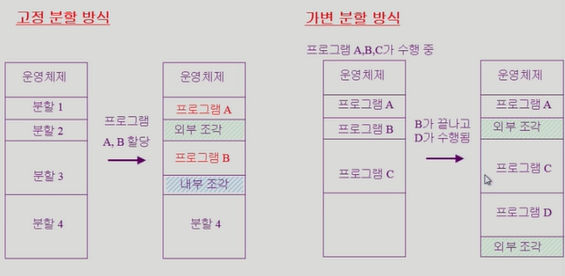 고정 분할 방식
운영체제
분할 1
분할 2
분할 3
분할 4
프로그램
A, B 할당
운영체제
프로그램 A
외부 조각
프로그램 B
내부 조각
분할 4
가변 분할 방식
프로그램 A,B,C가 수행 중
운영체제
프로그램 A
프로그램 B
프로그램 C
B가 끝나고
D가 수행됨
운영체제
프로그램 A
외부 조각
프로그램 C
프로그램 D
외부 조각